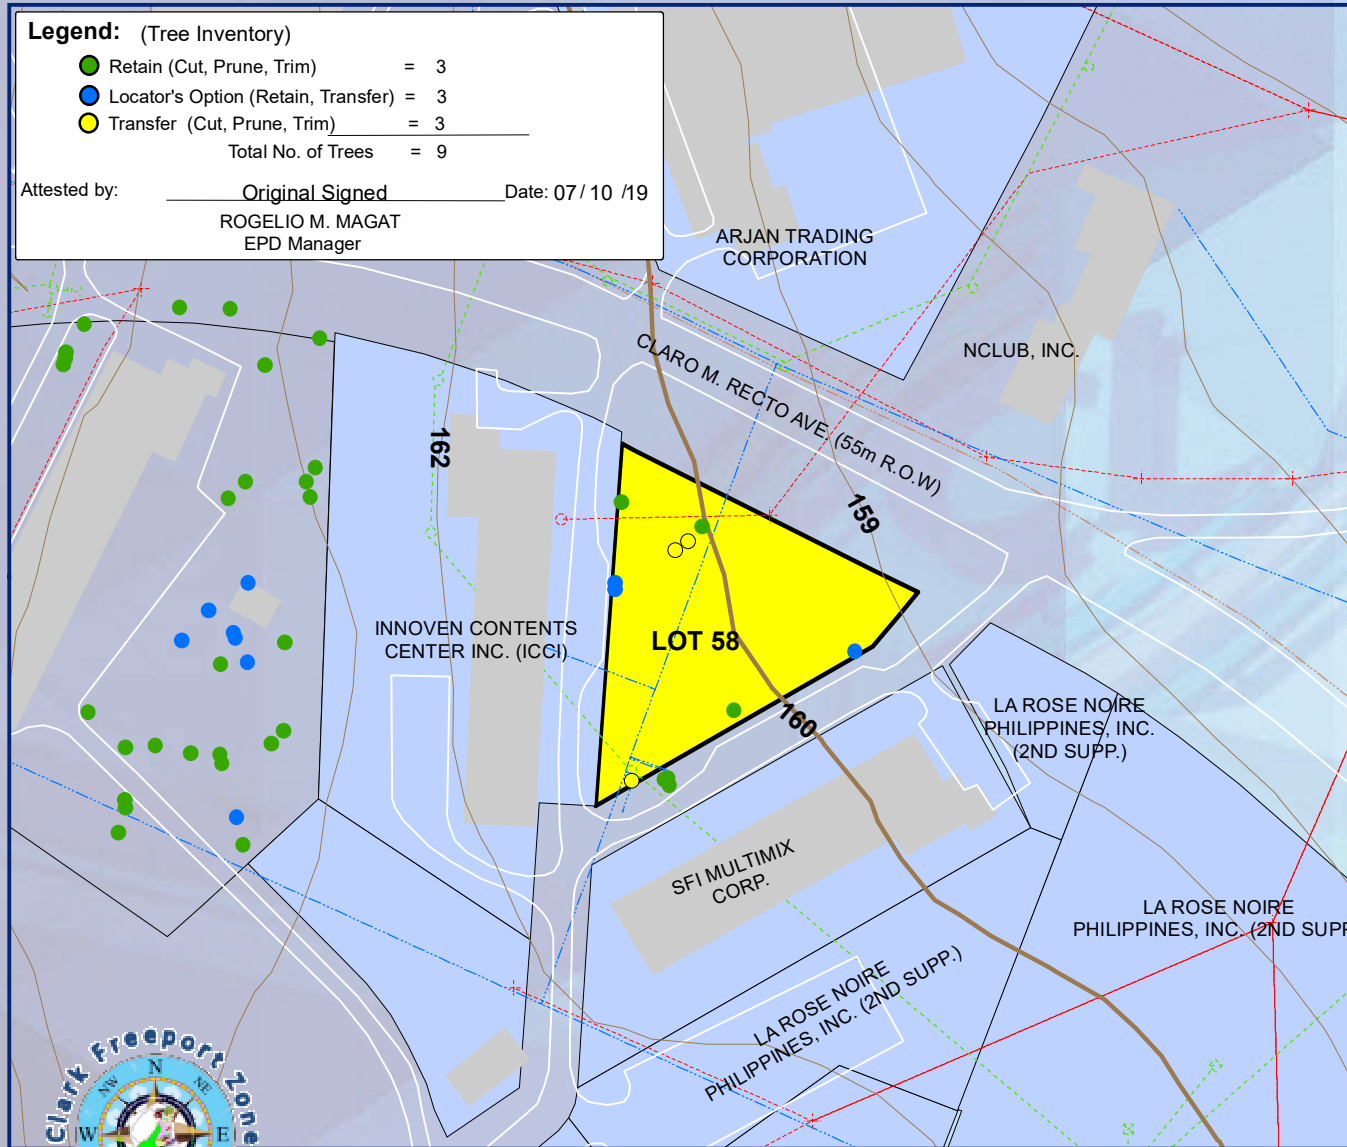 Legend: (Tree Inventory)
Retain (Cut, Prune, Trim) = 3
Locator's Option (Retain, Transfer) = 3
Transfer (Cut, Prune, Trim) = 3
Total No. of Trees = 9
Attested by: Original Signed Date: 07/ 10 /19
ROGELIO M. MAGAT
EPD Manager
ARJAN TRADING
CORPORATION
NCLUB, INC.
CLARO M. RECTO AVE. (55m R.O.W)
162
159
INNOVEN CONTENTS
CENTER INC. (ICCI)
LOT 58
160
LA ROSE NOIRE
PHILIPPINES, INC.
(2ND SUPP.)
SFI MULTIMIX
CORP.
LA ROSE NOIRE
PHILIPPINES, INC. (2ND SUPP
LA ROSE NOIRE
PHILIPPINES, INC. (2ND SUPP.)
Clark Freeport Zone
N
NW
NE
W
E